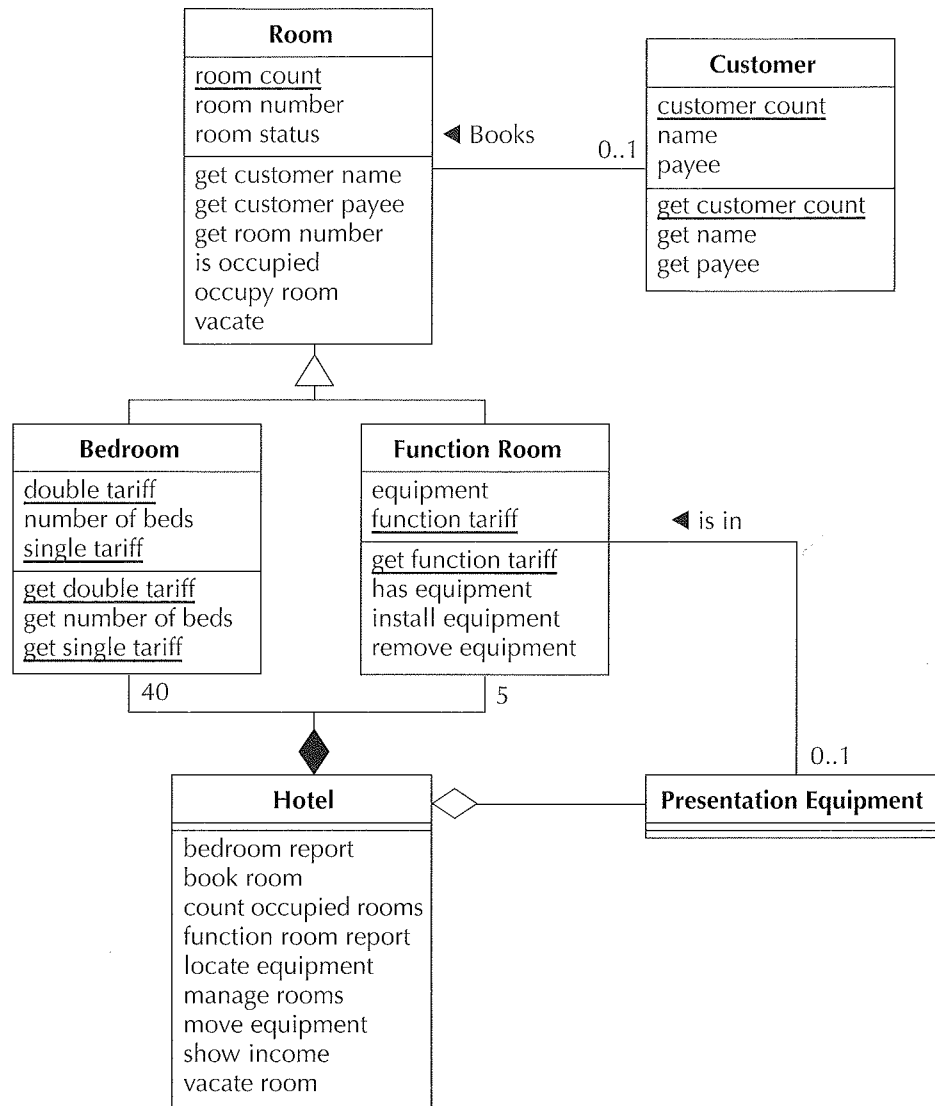 Room
room count
room number
room status
get customer name
get customer payee
get room number
is occupied
occupy room
vacate
◄ Books
0..1
Customer
customer count
name
payee
get customer count
get name
get payee
Bedroom
double tariff
number of beds
single tariff
get double tariff
get number of beds
get single tariff
40
Function Room
equipment
function tariff
get function tariff
has equipment
install equipment
remove equipment
5
◄ is in
0..1
Hotel
bedroom report
book room
count occupied rooms
function room report
locate equipment
manage rooms
move equipment
show income
vacate room
Presentation Equipment